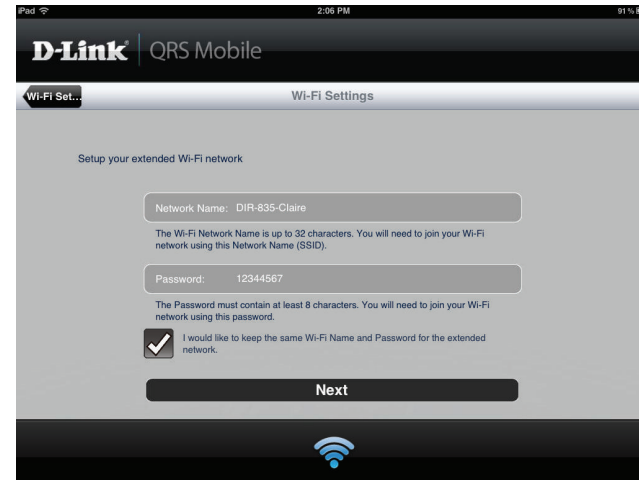 iPad 2:06 PM 91 %
D-Link QRS Mobile
Wi-Fi Set... Wi-Fi Settings
Setup your extended Wi-Fi network
Network Name: DIR-835-Claire
The Wi-Fi Network Name is up to 32 characters. You will need to join your Wi-Fi
network using this Network Name (SSID).
Password: 12344567
The Password must contain at least 8 characters. You will need to join your Wi-Fi
network using this password.
I would like to keep the same Wi-Fi Name and Password for the extended
network.
Next